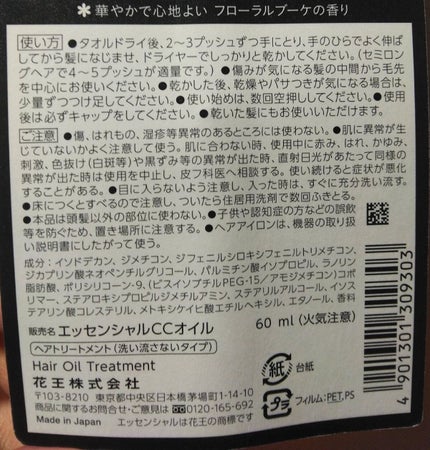 ＊華やかで心地よい フローラルブーケの香り
使い方 ●タオルドライ後、2〜3プッシュずつ手にとり、手のひらでよく伸ば
してから髪になじませ、ドライヤーでしっかりと乾かしてください。(セミロン
グヘアで4〜5プッシュが適量です。)●傷みが気になる髪の中間から毛先
を中心にお使いください。●乾かした後、乾燥やパサつきが気になる場合は、
少量ずつつけ足してください。●使い始めは、数回空押ししてください。●使用
後は必ずキャップをしてください。●乾いた髪にもお使いいただけます。
ご注意 ●傷、はれもの、湿疹等異常のあるところには使わない。●肌に異常が生
じていないかよく注意して使う。肌に合わない時、使用中に赤み、はれ、かゆみ、
刺激、色抜け(白斑等)や黒ずみ等の異常が出た時、直射日光があたって同様の
異常が出た時は使用を中止し、皮フ科医へ相談する。使い続けると症状が悪化
することがある。●目に入らないよう注意し、入った時は、すぐに充分洗い流す。
●床につくとすべるので注意し、ついたら住居用洗剤で数回ふきとる。
●本品は頭髪以外の部位に使わない。●子供や認知症の方などの誤飲
等を防ぐため、置き場所に注意する。●ヘアアイロンは、機器の取り扱
い説明書にしたがって使う。
成分：イソドデカン、ジメチコン、ジフェニルシロキシフェニルトリメチコン、
ジカプリン酸ネオペンチルグリコール、パルミチン酸イソプロピル、ラノリン
脂肪酸、ポリシリコーン-9、(ビスイソブチルPEG-15/アモジメチコン)コポ
リマー、ステアロキシプロピルジメチルアミン、ステアリルアルコール、イソス
テアリン酸コレステリル、メトキシケイヒ酸エチルヘキシル、エタノール、香料
販売名 エッセンシャルCCオイル 60 ml (火気注意)
ヘアトリートメント(洗い流さないタイプ)
Hair Oil Treatment
花王株式会社
〒103-8210 東京都中央区日本橋茅場町1-14-10
商品に関するお問合せ・ご意見は 0120-165-692
Made in Japan エッセンシャルは花王の商標です
紙 台紙
プラ フィルム:PET,PS
4901301309303